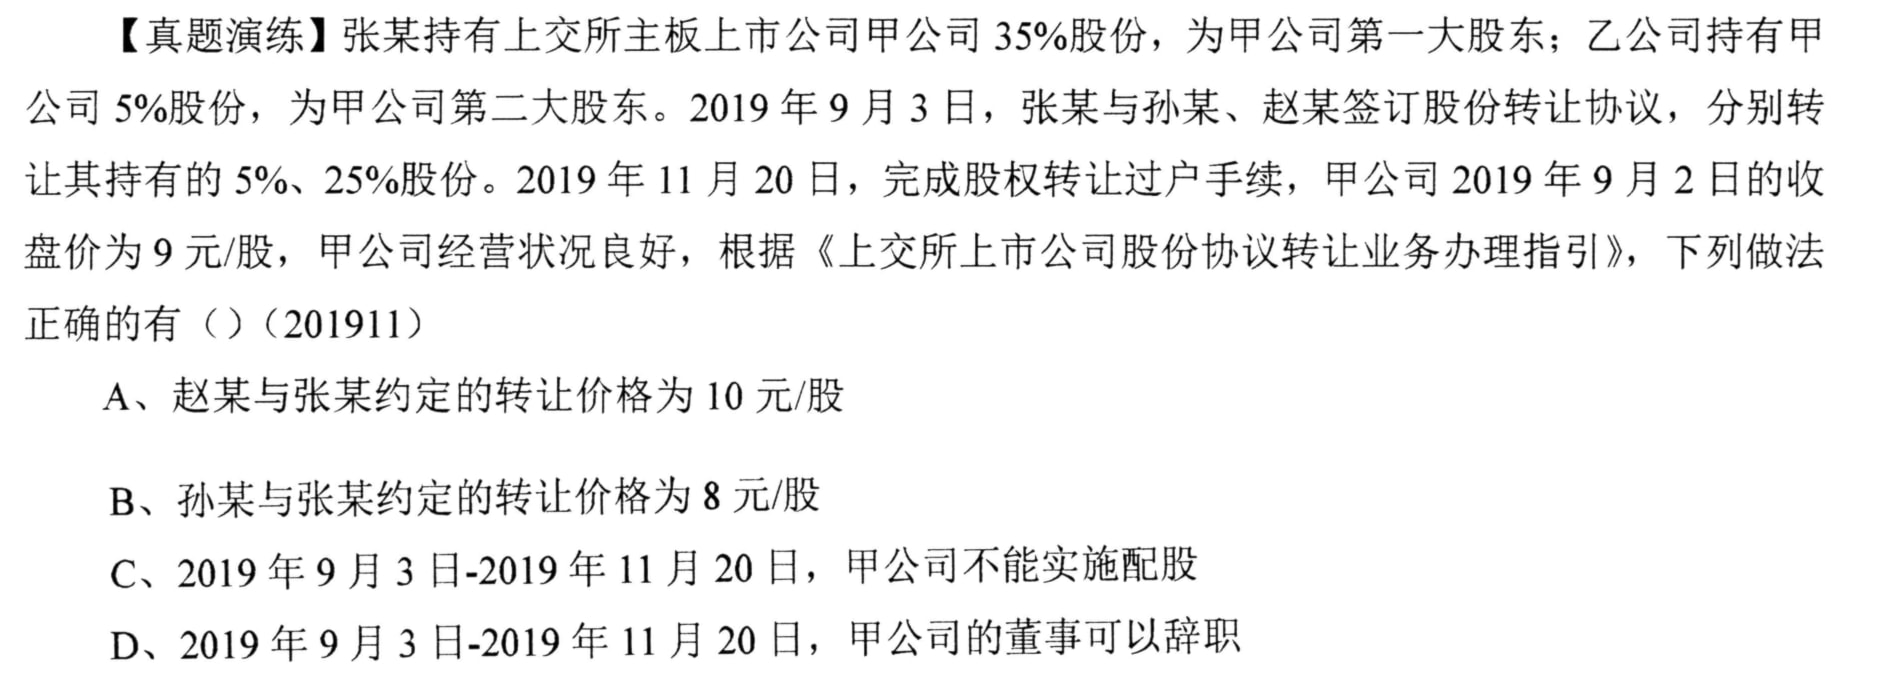 【真题演练】张某持有上交所主板上市公司甲公司 35%股份，为甲公司第一大股东；乙公司持有甲
公司 5%股份，为甲公司第二大股东。2019 年 9 月 3 日，张某与孙某、赵某签订股份转让协议，分别转
让其持有的 5%、25%股份。2019 年 11 月 20 日，完成股权转让过户手续，甲公司 2019 年 9 月 2 日的收
盘价为 9 元/股，甲公司经营状况良好，根据《上交所上市公司股份协议转让业务办理指引》，下列做法
正确的有（）（201911）
A、赵某与张某约定的转让价格为 10 元/股
B、孙某与张某约定的转让价格为 8 元/股
C、2019 年 9 月 3 日-2019 年 11 月 20 日，甲公司不能实施配股
D、2019 年 9 月 3 日-2019 年 11 月 20 日，甲公司的董事可以辞职